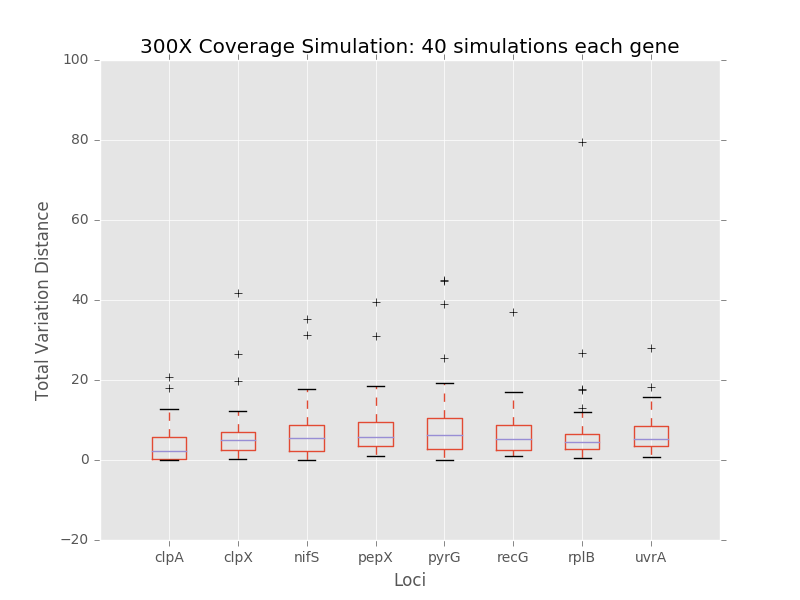 300X Coverage Simulation: 40 simulations each gene
100
80
60
40
20
0
−20
Total Variation Distance
clpA clpX nifS pepX pyrG recG rplB uvrA
Loci